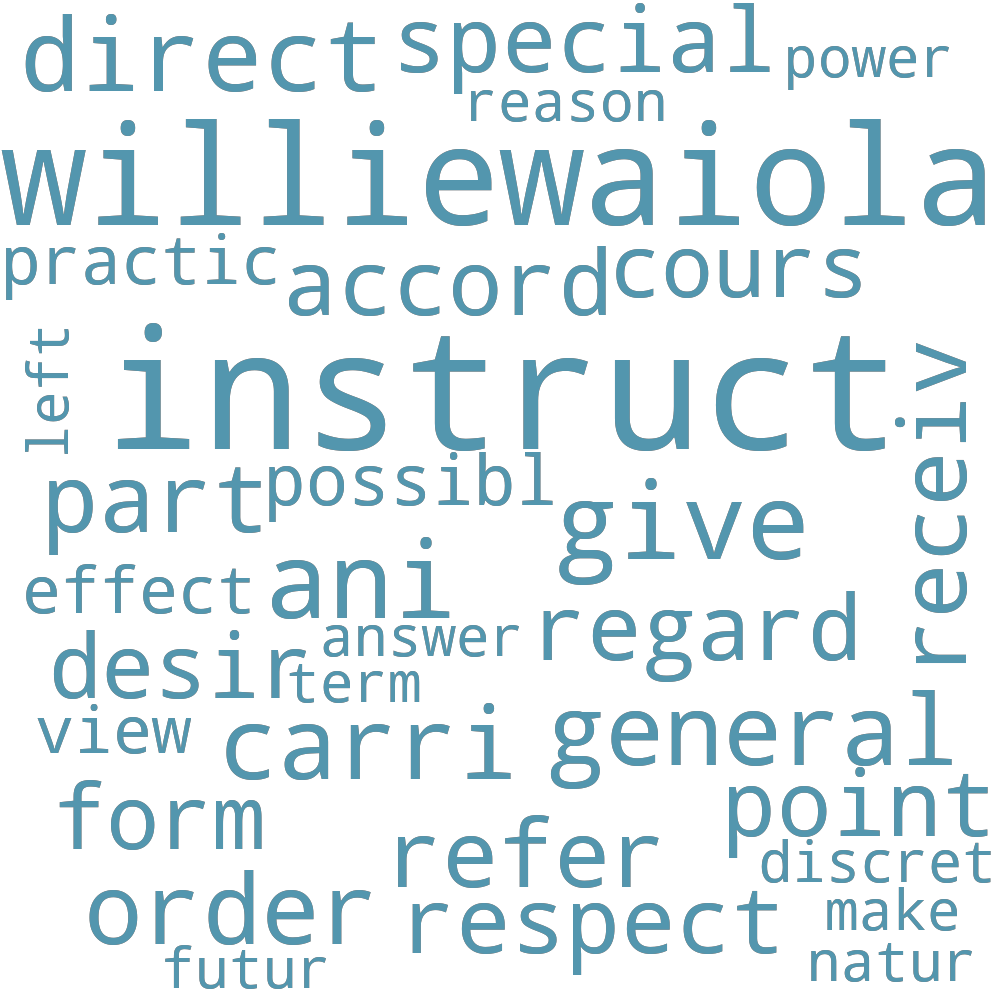 direct special power
reason
williewaiola
practic accord cours
left instruct receiv
part possibl give
effect ani regard
desir answer
term
view carri general
form point
refer discret
order respect make
futur natur